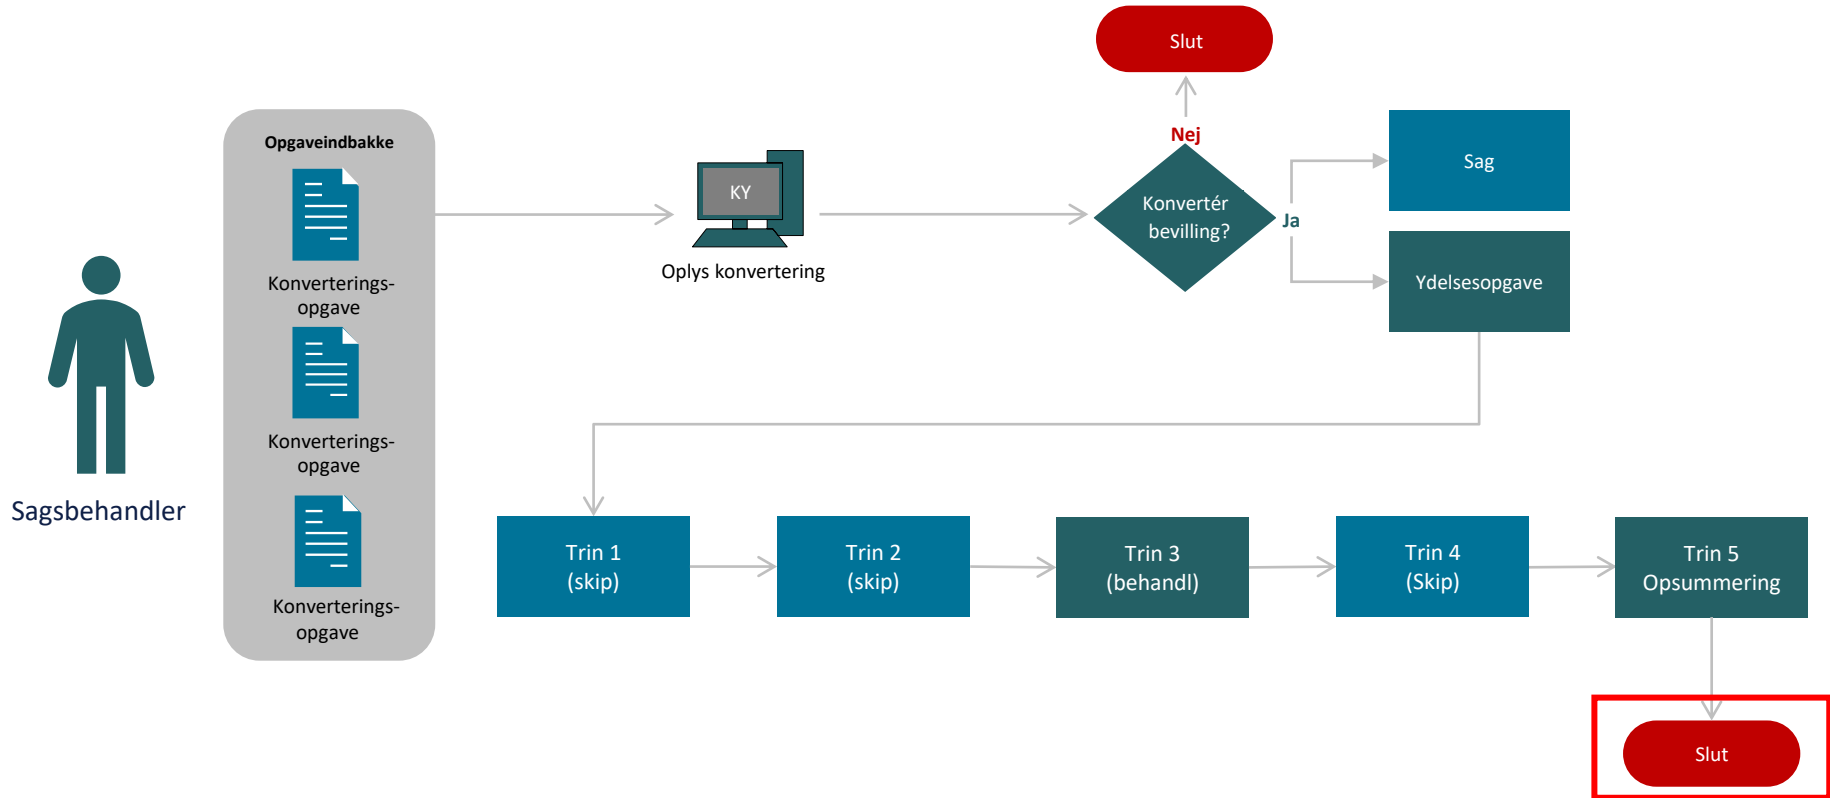 Sagsbehandler
Opgaveindbakke
Konverterings-
opgave
Konverterings-
opgave
Konverterings-
opgave
KY
Oplys konvertering
Slut
Nej
Konvertér
bevilling?
Ja
Sag
Ydelsesopgave
Trin 1
(skip)
Trin 2
(skip)
Trin 3
(behandl)
Trin 4
(Skip)
Trin 5
Opsummering
Slut